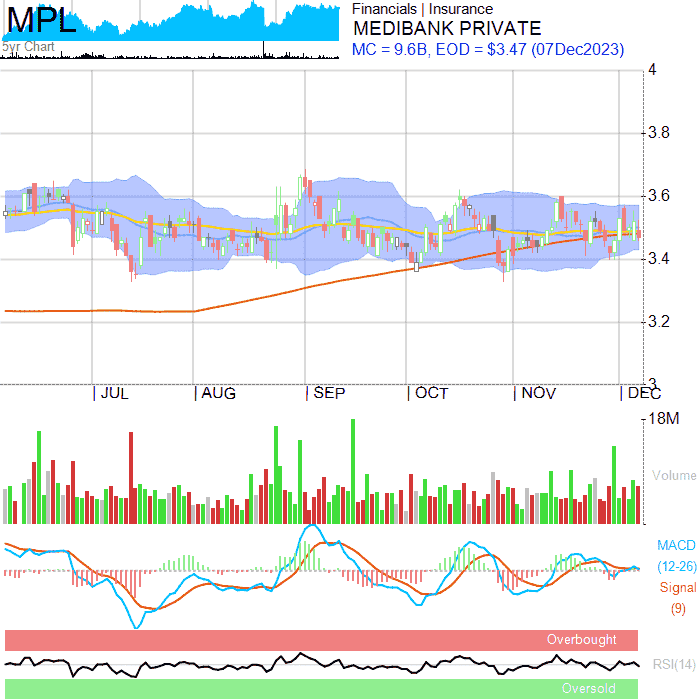 MPL
5yr Chart
Financials | Insurance
MEDIBANK PRIVATE
MC = 9.6B, EOD = $3.47 (07Dec2023)
4
3.8
3.6
3.4
3.2
3
JUL AUG SEP OCT NOV DEC
18M
Volume
MACD
(12-26)
Signal
(9)
Overbought
RSI(14)
Oversold